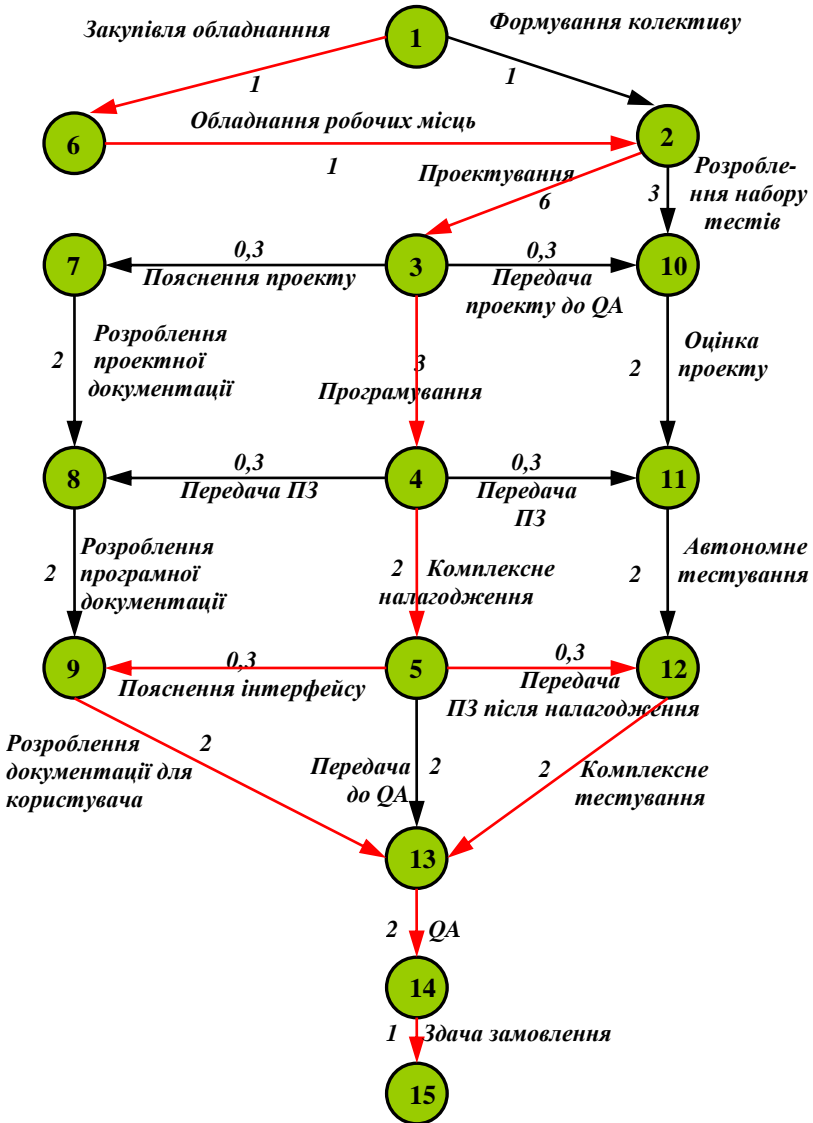 Закупівля обладнанння
Формування колективу
1
1
1
6
Обладнання робочих місць
1
2
Проектування
6
Розробле-
ння набору
тестів
3
7
0,3
Пояснення проекту
3
0,3
Передача
проекту до QA
10
2
Розроблення
проектної
документації
3
Програмування
2
Оцінка
проекту
8
0,3
Передача ПЗ
4
0,3
Передача
ПЗ
11
2
Розроблення
програмної
документації
2 Комплексне
налагодження
2
Автономне
тестування
9
0,3
Пояснення інтерфейсу
5
0,3
Передача
ПЗ після налагодження
12
Розроблення
документації для
користувача
2
Передача
до QA
2
2 Комплексне
тестування
13
2 QA
14
1 Здача замовлення
15